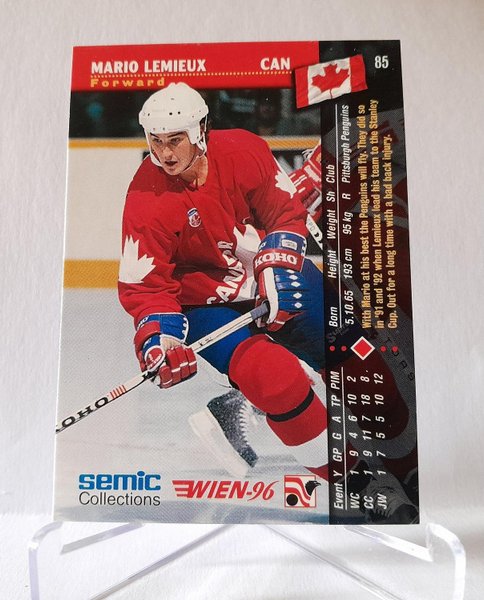 MARIO LEMIEUX CAN 85
Forward
CANADA
KOHO
KOHO
semic
Collections
WIEN-96
Born Height Weight Sh Club
5.10.65 193 cm 95 kg R Pittsburgh Penguins
With Mario at his best the Penguins will fly. They did so
in '91 and '92 when Lemieux lead his team to the Stanley
Cup. Out for a long time with a bad back injury.
Event Y GP G A TP PIM
WC 1 9 4 6 10 2
CC 1 9 11 7 18 8.
JW 1 7 5 5 10 12